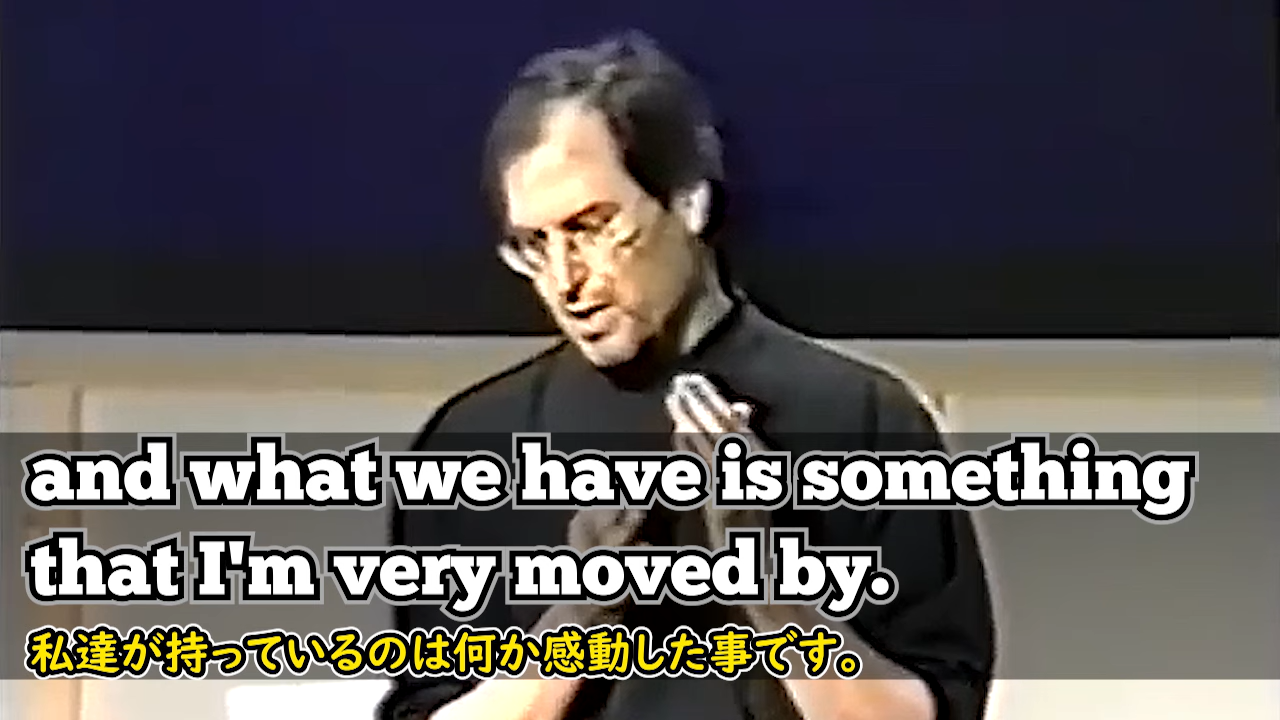 and what we have is something
that I'm very moved by.
私達が持っているのは何か感動した事です。